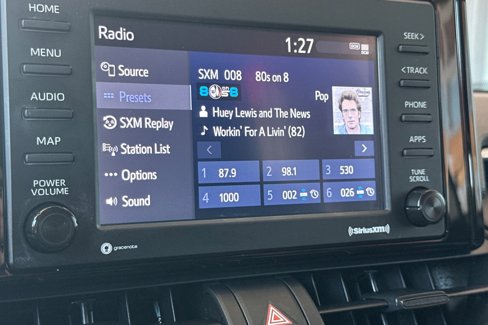 HOME
MENU
AUDIO
MAP
POWER
VOLUME
Radio
1:27
Source
Presets
SXM Replay
Station List
Options
Sound
SXM 008 80s on 8
Pop
Huey Lewis and The News
Workin' For A Livin' (82)
1 87.9
2 98.1
3 530
4 1000
5 002
6 026
SEEK >
< TRACK
PHONE
APPS
TUNE
SCROLL
gracenote
((SiriusXM))